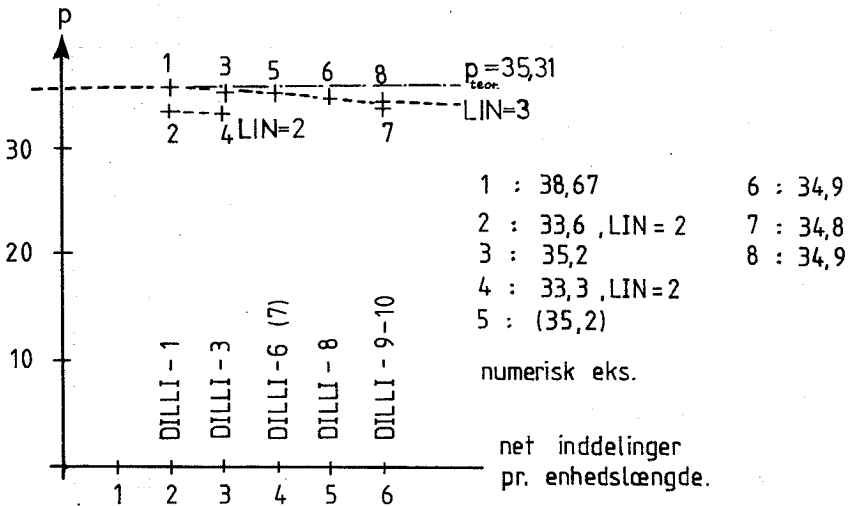 p
1 3 5 6 8 p = 35,31
teor.
2 4 LIN=2 7 LIN=3
30
20
10
1 : 38,67 6 : 34,9
2 : 33,6 , LIN = 2 7 : 34,8
3 : 35,2 8 : 34,9
4 : 33,3 , LIN = 2
5 : (35,2)
numerisk eks.
DILLI - 1
DILLI - 3
DILLI - 6 (7)
DILLI - 8
DILLI - 9 - 10
net inddelinger
pr. enhedslængde.
1 2 3 4 5 6